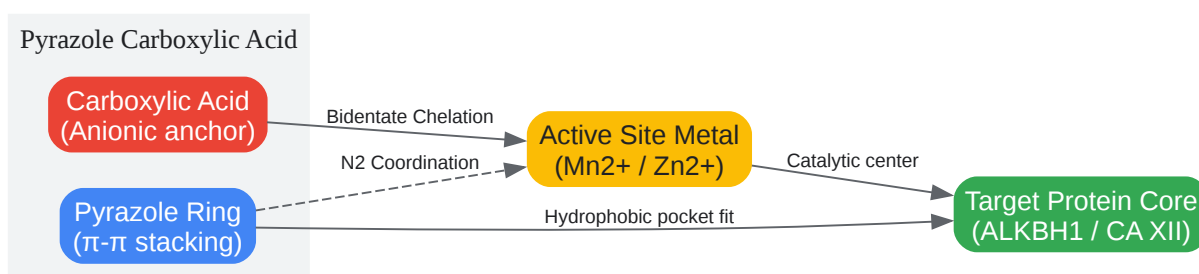 Pyrazole Carboxylic Acid
Carboxylic Acid
(Anionic anchor)
Bidentate Chelation
N2 Coordination
Pyrazole Ring
(π-π stacking)
Active Site Metal
(Mn2+ / Zn2+)
Catalytic center
Hydrophobic pocket fit
Target Protein Core
(ALKBH1 / CA XII)